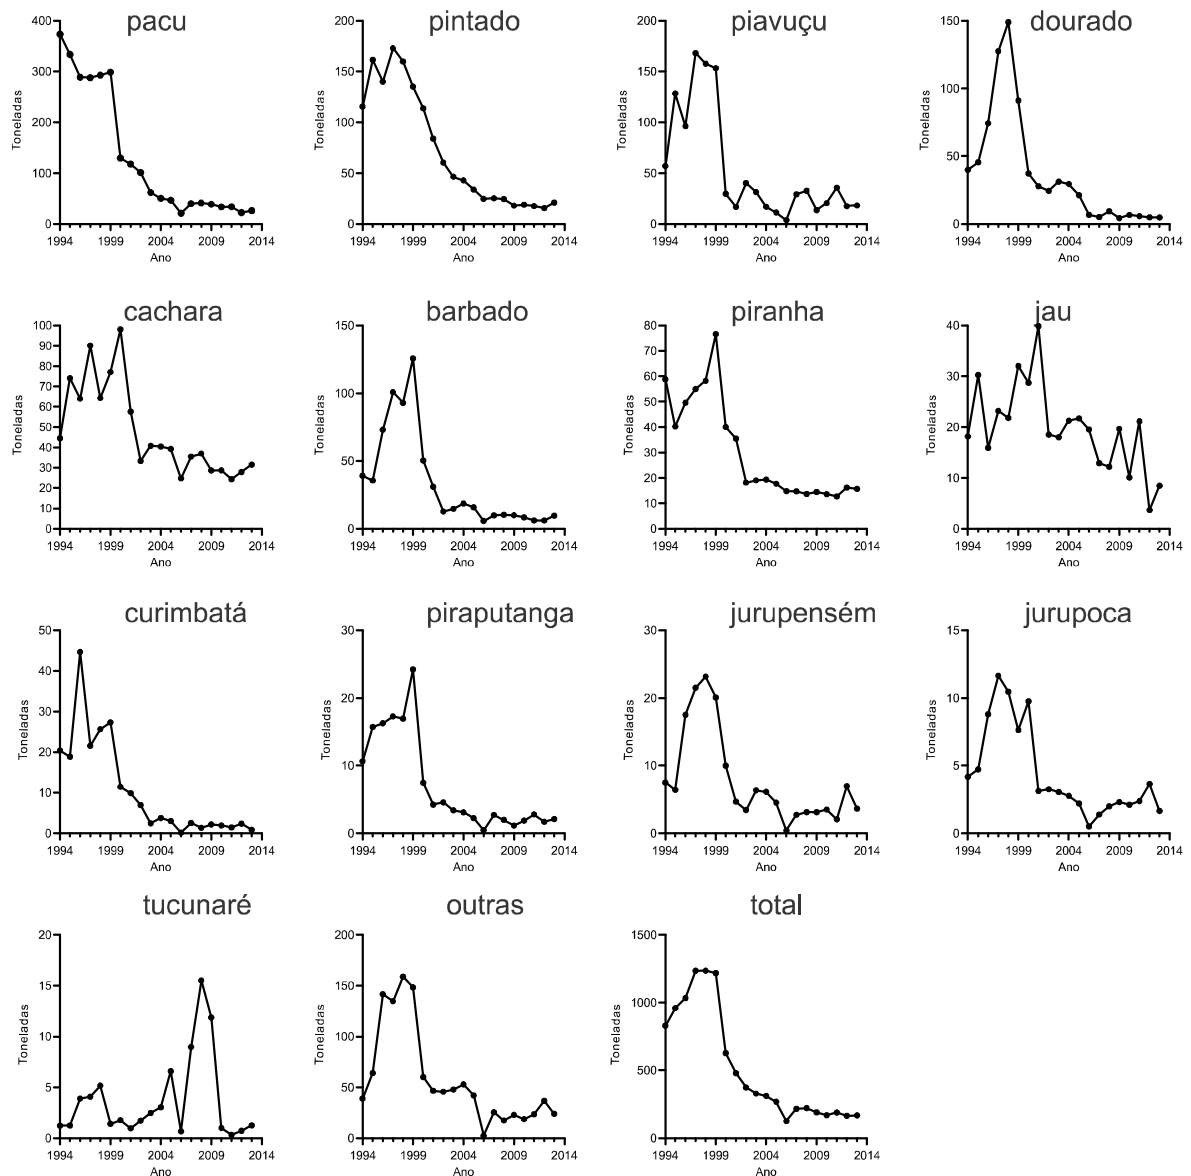 pacu
400
300
200
100
0
Toneladas
1994 1999 2004 2009 2014
Ano
pintado
200
150
100
50
0
Toneladas
1994 1999 2004 2009 2014
Ano
piavuçu
200
150
100
50
0
Toneladas
1994 1999 2004 2009 2014
Ano
dourado
150
100
50
0
Toneladas
1994 1999 2004 2009 2014
Ano
cachara
100
90
80
70
60
50
40
30
20
10
0
Toneladas
1994 1999 2004 2009 2014
Ano
barbado
150
100
50
0
Toneladas
1994 1999 2004 2009 2014
Ano
piranha
80
70
60
50
40
30
20
10
0
Toneladas
1994 1999 2004 2009 2014
Ano
jau
40
30
20
10
0
Toneladas
1994 1999 2004 2009 2014
Ano
curimbatá
50
40
30
20
10
0
Toneladas
1994 1999 2004 2009 2014
Ano
piraputanga
30
20
10
0
Toneladas
1994 1999 2004 2009 2014
Ano
jurupensém
30
20
10
0
Toneladas
1994 1999 2004 2009 2014
Ano
jurupoca
15
10
5
0
Toneladas
1994 1999 2004 2009 2014
Ano
tucunaré
20
15
10
5
0
Toneladas
1994 1999 2004 2009 2014
Ano
outras
200
150
100
50
0
Toneladas
1994 1999 2004 2009 2014
Ano
total
1500
1000
500
0
Toneladas
1994 1999 2004 2009 2014
Ano